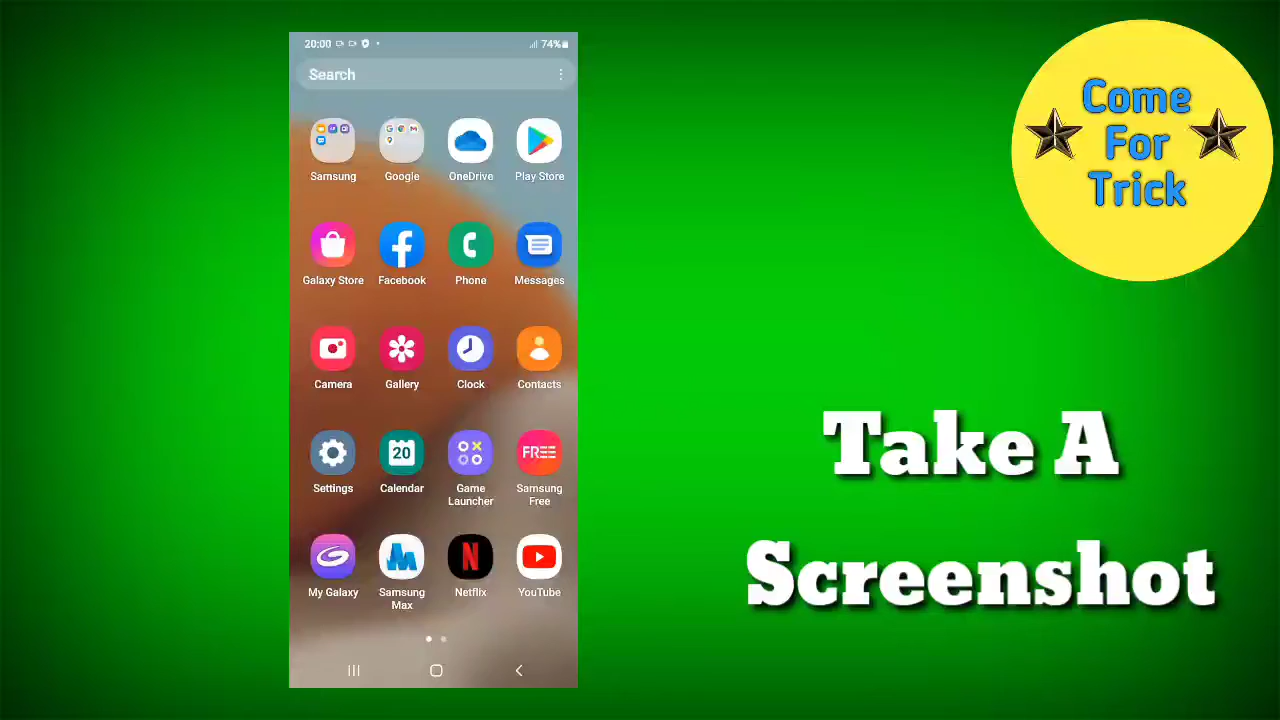 20:00
74%
Search
Samsung
Google
OneDrive
Play Store
Galaxy Store
Facebook
Phone
Messages
Camera
Gallery
Clock
Contacts
20
FREE
Settings
Calendar
Game
Launcher
Samsung
Free
N
My Galaxy
Samsung
Max
Netflix
YouTube
Come
For
Trick
Take A
Screenshot